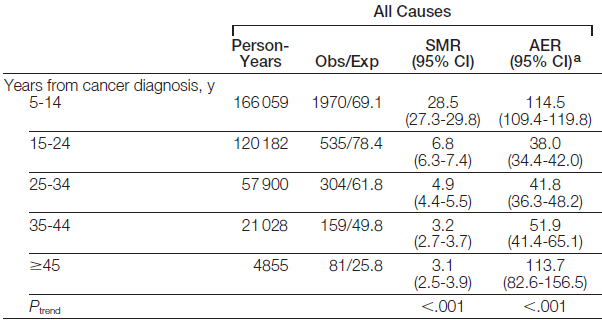 All Causes
Person- SMR AER
Years Obs/Exp (95% CI) (95% CI)a
Years from cancer diagnosis, y
5-14 166 059 1970/69.1 28.5 114.5
(27.3-29.8) (109.4-119.8)
15-24 120 182 535/78.4 6.8 38.0
(6.3-7.4) (34.4-42.0)
25-34 57 900 304/61.8 4.9 41.8
(4.4-5.5) (36.3-48.2)
35-44 21 028 159/49.8 3.2 51.9
(2.7-3.7) (41.4-65.1)
≥45 4855 81/25.8 3.1 113.7
(2.5-3.9) (82.6-156.5)
Ptrend <.001 <.001